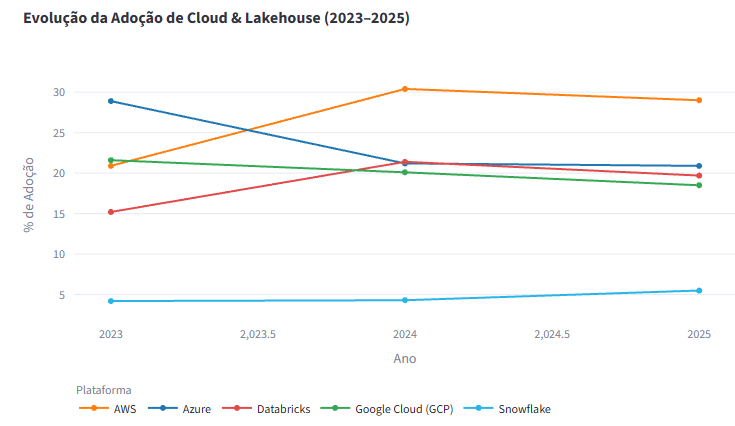 Evolução da Adoção de Cloud & Lakehouse (2023–2025)
% de Adoção
30
25
20
15
10
5
2023 2,023.5 2024 2,024.5 2025
Ano
Plataforma
AWS Azure Databricks Google Cloud (GCP) Snowflake